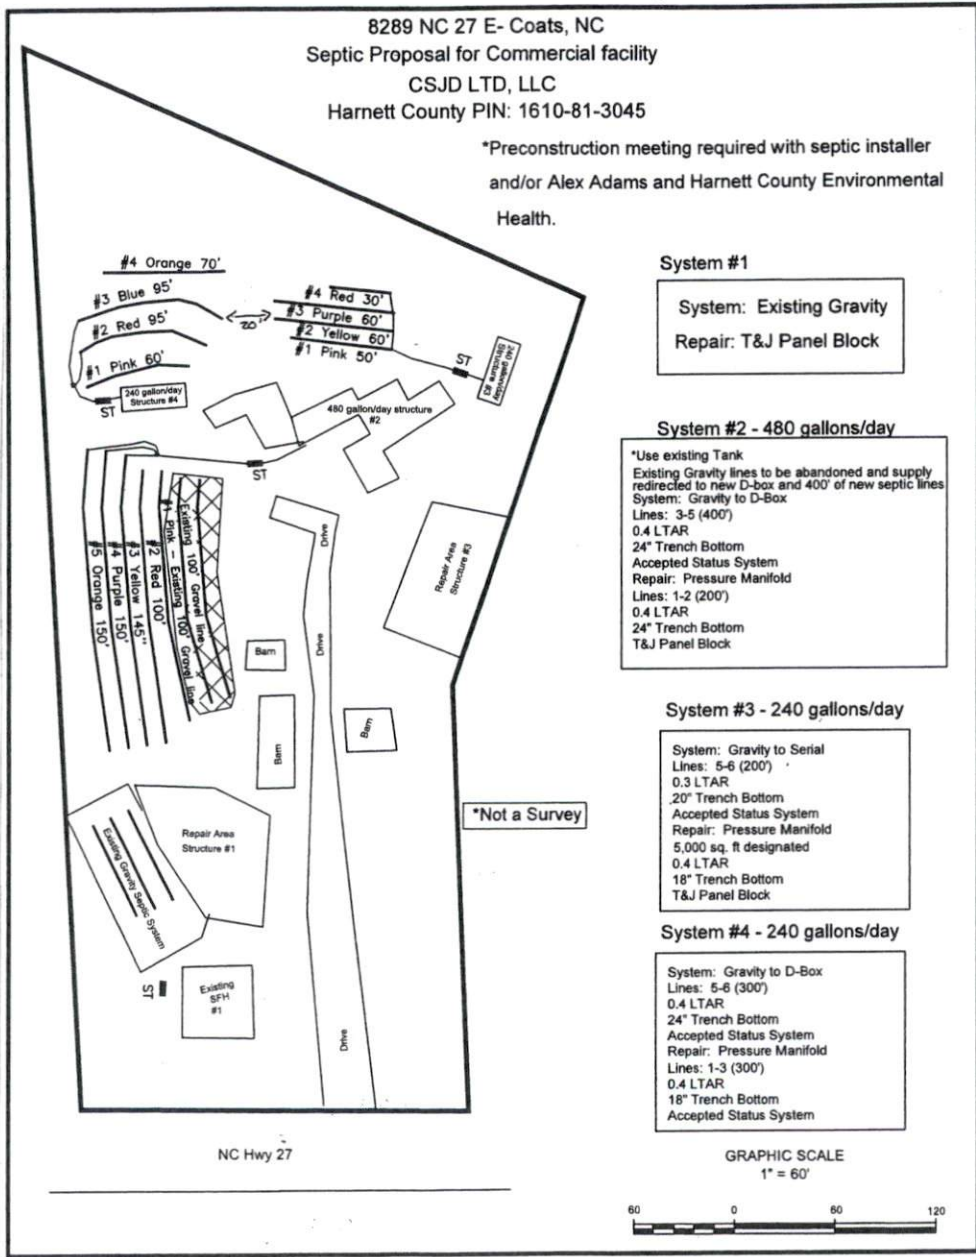 8289 NC 27 E- Coats, NC
Septic Proposal for Commercial facility
CSJD LTD, LLC
Harnett County PIN: 1610-81-3045
*Preconstruction meeting required with septic installer
and/or Alex Adams and Harnett County Environmental
Health.
#4 Orange 70'
#3 Blue 95'
#2 Red 95'
#1 Pink 60'
20'
#4 Red 30'
#3 Purple 60'
#2 Yellow 60'
#1 Pink 50'
ST
240 gallon/day
Structure #3
ST
240 gallon/day
Structure #4
480 gallon/day structure
#2
ST
#5 Orange 150'
#4 Purple 150'
#3 Yellow 145"
#2 Red 100'
#1 Pink - Existing 100' Gravel line
Existing 100' Gravel line
Drive
Drive
Drive
Repair Area
Structure #3
Barn
Barn
Barn
*Not a Survey
Existing Gravity Septic System
Repair Area
Structure #1
ST
Existing
SFH
#1
NC Hwy 27
System #1
System: Existing Gravity
Repair: T&J Panel Block
System #2 - 480 gallons/day
*Use existing Tank
Existing Gravity lines to be abandoned and supply
redirected to new D-box and 400' of new septic lines
System: Gravity to D-Box
Lines: 3-5 (400')
0.4 LTAR
24" Trench Bottom
Accepted Status System
Repair: Pressure Manifold
Lines: 1-2 (200')
0.4 LTAR
24" Trench Bottom
T&J Panel Block
System #3 - 240 gallons/day
System: Gravity to Serial
Lines: 5-6 (200')
0.3 LTAR
20" Trench Bottom
Accepted Status System
Repair: Pressure Manifold
5,000 sq. ft designated
0.4 LTAR
18" Trench Bottom
T&J Panel Block
System #4 - 240 gallons/day
System: Gravity to D-Box
Lines: 5-6 (300')
0.4 LTAR
24" Trench Bottom
Accepted Status System
Repair: Pressure Manifold
Lines: 1-3 (300')
0.4 LTAR
18" Trench Bottom
Accepted Status System
GRAPHIC SCALE
1" = 60'
60 0 60 120